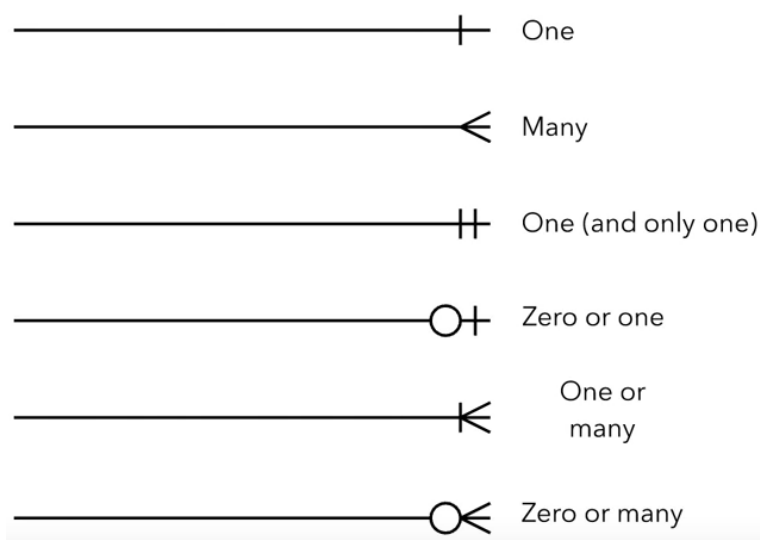 One
Many
One (and only one)
Zero or one
One or
many
Zero or many